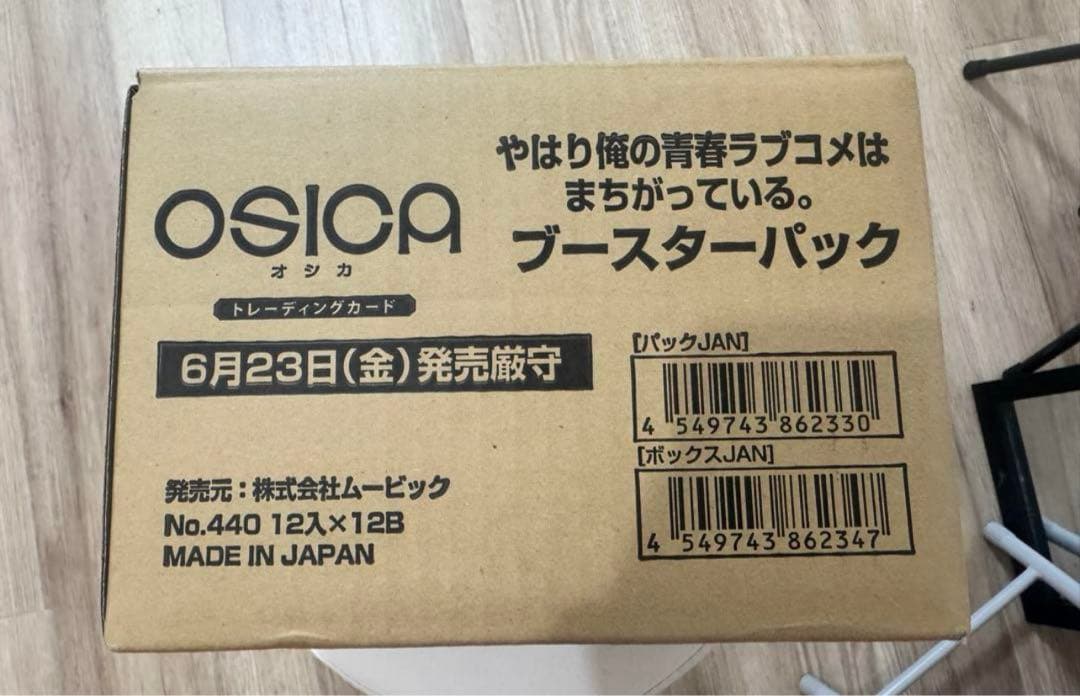 OSICA
オシカ
トレーディングカード
6月23日(金)発売厳守
発売元：株式会社ムービック
No.440 12入×12B
MADE IN JAPAN
やはり俺の青春ラブコメは
まちがっている。
ブースターパック
[パックJAN]
4 549743 862330
[ボックスJAN]
4 549743 862347